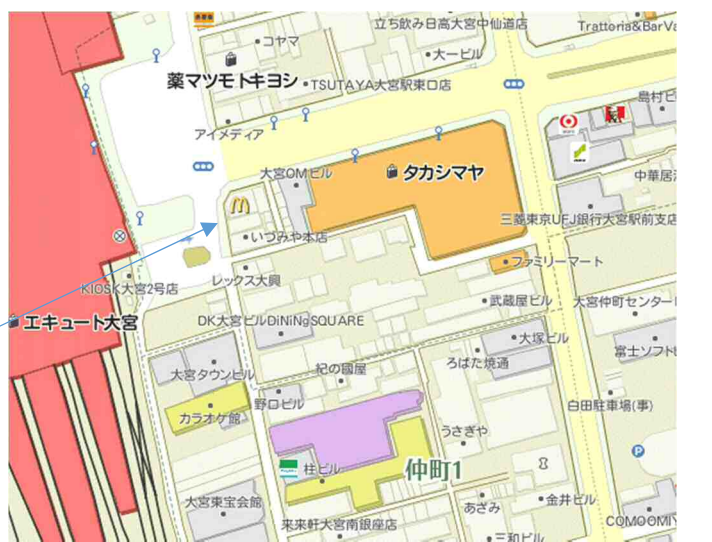 コヤマ
立ち飲み日高大宮中仙道店
Trattoria&BarVa
大一ビル
薬マツモトキヨシ
TSUTAYA大宮駅東口店
島村ビ
アイメディア
大宮OMビル
タカシマヤ
中華居
三菱東京UFJ銀行大宮駅前支店
いづみや本店
ファミリーマート
KIOSK大宮2号店
レックス大興
武蔵屋ビル
大宮仲町センター
エキュート大宮
DK大宮ビルDiNiNgSQUARE
大塚ビル
富士ソフト
大宮タウンビル
紀の國屋
ろばた焼通
カラオケ館
野口ビル
白田駐車場(事)
うさぎや
柱ビル
仲町1
P
大宮東宝会館
来来軒大宮南銀座店
あざみ
金井ビル
COMOOMIY
三和ビル